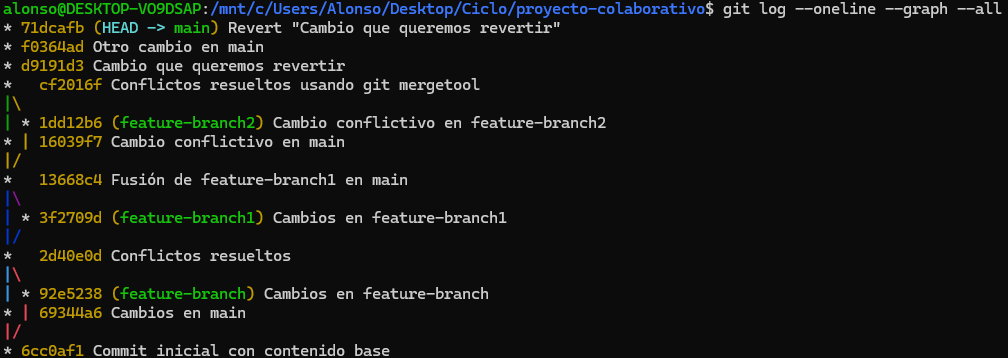 alonso@DESKTOP-VO9DSAP:/mnt/c/Users/Alonso/Desktop/Ciclo/proyecto-colaborativo$ git log --oneline --graph --all
* 71dcafb (HEAD -> main) Revert "Cambio que queremos revertir"
* f0364ad Otro cambio en main
* d9191d3 Cambio que queremos revertir
*   cf2016f Conflictos resueltos usando git mergetool
|\
| * 1dd12b6 (feature-branch2) Cambio conflictivo en feature-branch2
* | 16039f7 Cambio conflictivo en main
|/
*   13668c4 Fusión de feature-branch1 en main
|\
| * 3f2709d (feature-branch1) Cambios en feature-branch1
|/
*   2d40e0d Conflictos resueltos
|\
| * 92e5238 (feature-branch) Cambios en feature-branch
* | 69344a6 Cambios en main
|/
* 6cc0af1 Commit inicial con contenido base